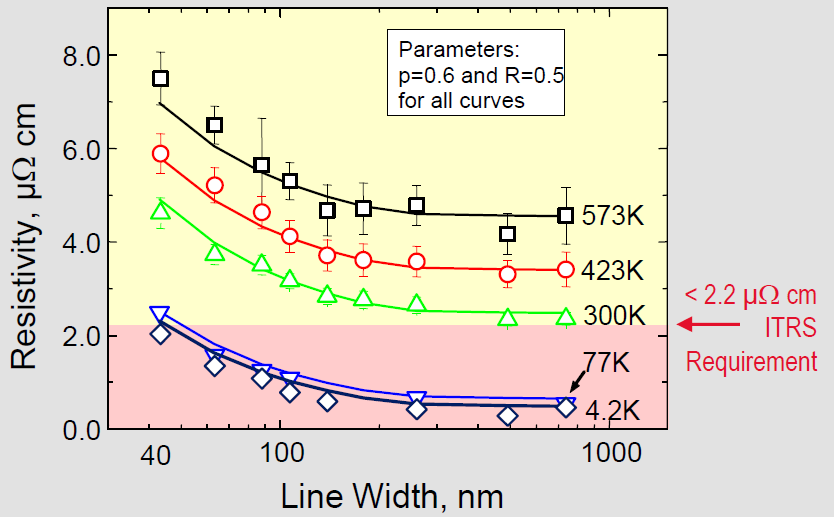 Resistivity, μΩ cm
8.0
6.0
4.0
2.0
0.0
Parameters:
p=0.6 and R=0.5
for all curves
573K
423K
300K
77K
4.2K
< 2.2 μΩ cm
ITRS
Requirement
40
100
1000
Line Width, nm